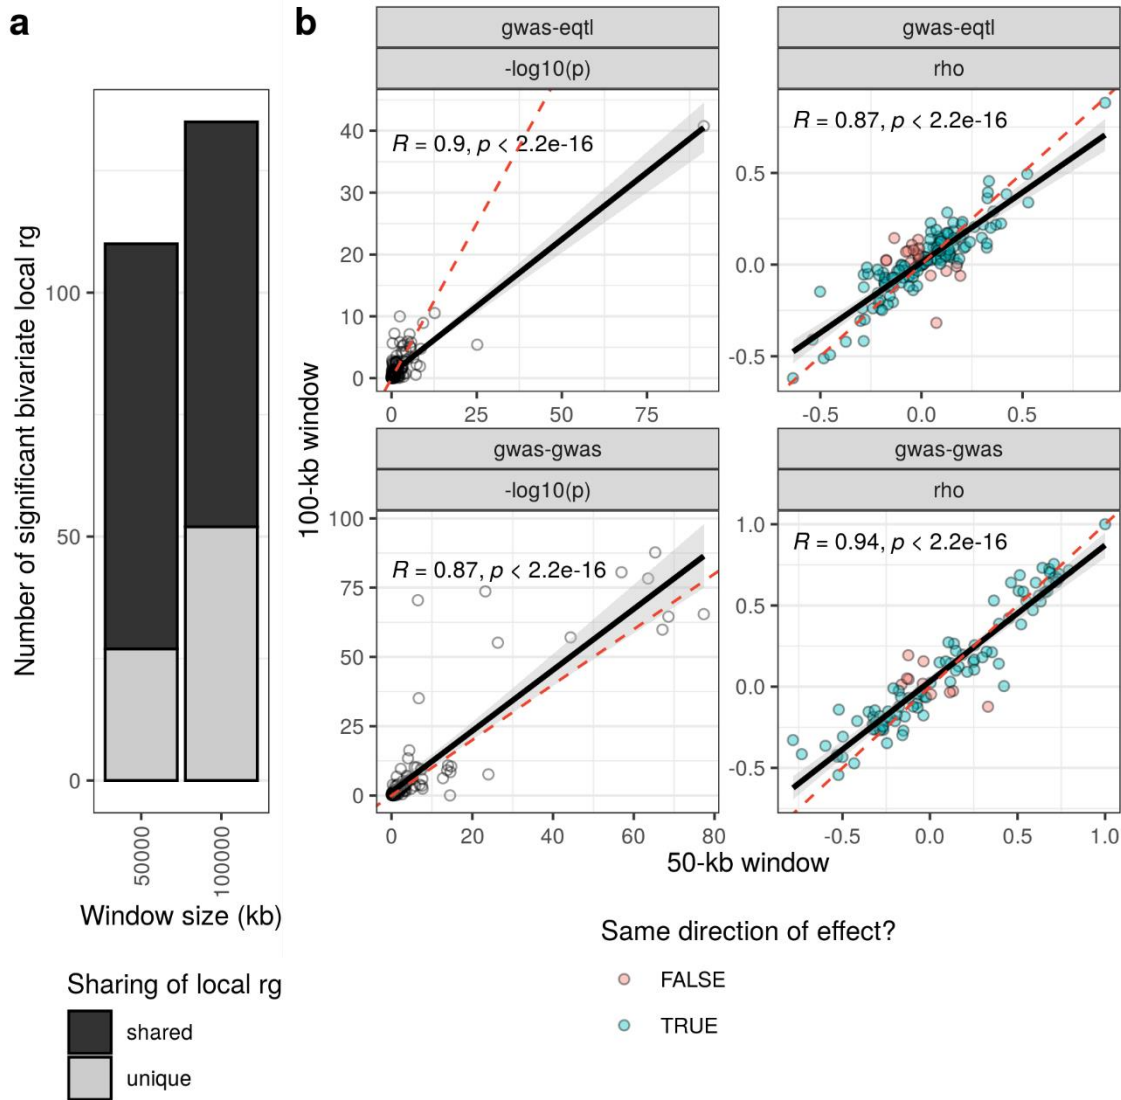 a
Number of significant bivariate local rg
100
50
0
50000
100000
Window size (kb)
Sharing of local rg
shared
unique
b
100-kb window
gwas-eqtl
-log10(p)
R = 0.9, p < 2.2e-16
40
30
20
10
0
0 25 50 75
gwas-eqtl
rho
R = 0.87, p < 2.2e-16
0.5
0.0
-0.5
-0.5 0.0 0.5
gwas-gwas
-log10(p)
R = 0.87, p < 2.2e-16
100
75
50
25
0
0 20 40 60 80
gwas-gwas
rho
R = 0.94, p < 2.2e-16
1.0
0.5
0.0
-0.5
-0.5 0.0 0.5 1.0
50-kb window
Same direction of effect?
FALSE
TRUE